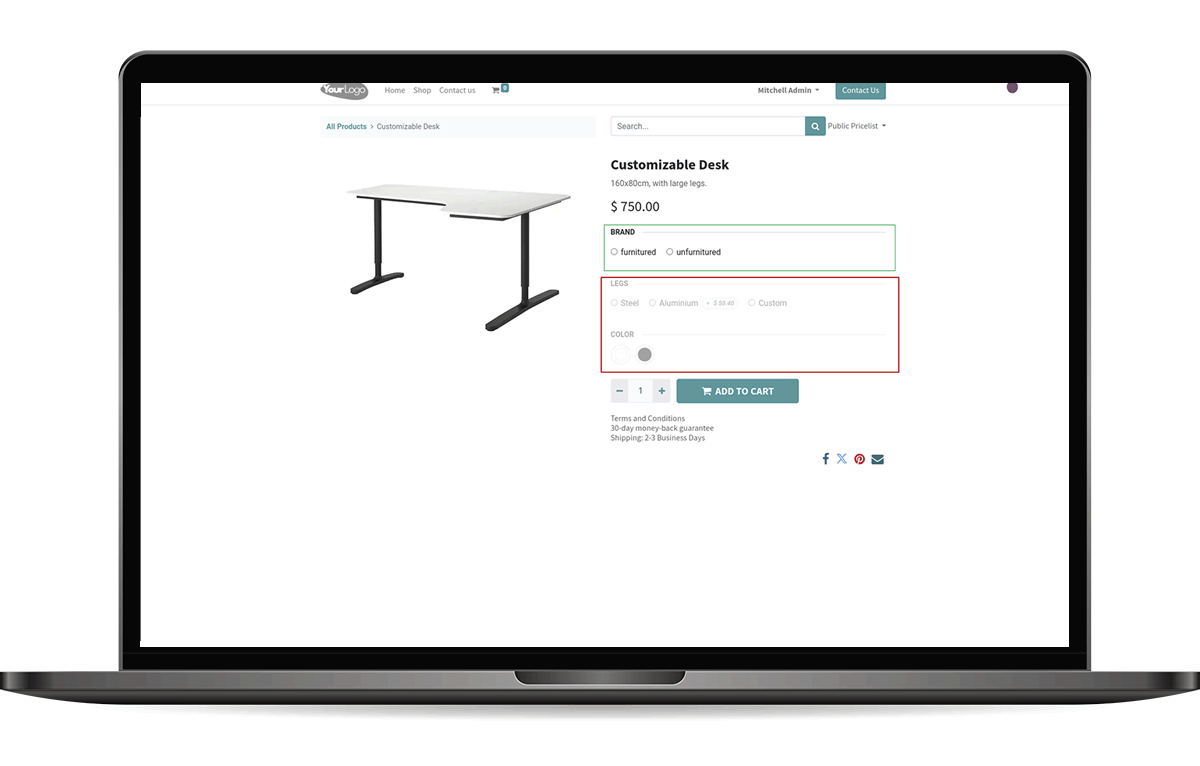 YourLogo Home Shop Contact us 0 Mitchell Admin Contact Us
All Products > Customizable Desk
Search... Public Pricelist
Customizable Desk
160x80cm, with large legs.
$ 750.00
BRAND
furnitured unfurnitured
LEGS
Steel Aluminium + $ 50.40 Custom
COLOR
− 1 + ADD TO CART
Terms and Conditions
30-day money-back guarantee
Shipping: 2-3 Business Days